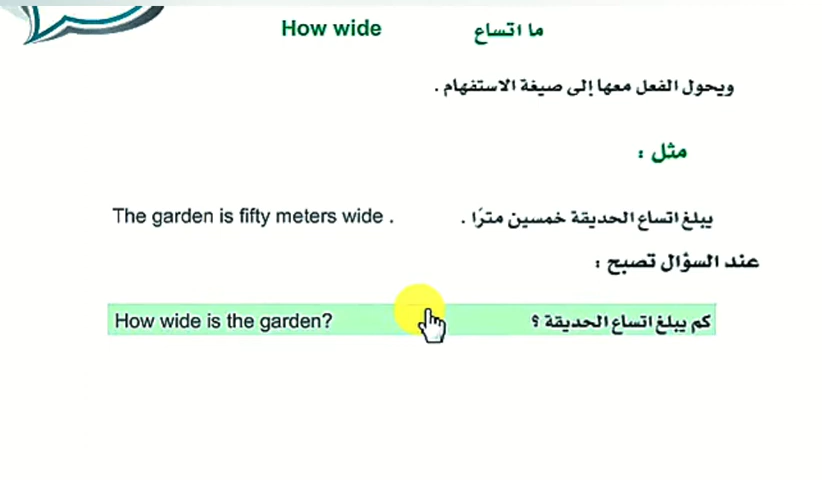 How wide ما اتساع
ويحول الفعل معها إلى صيغة الاستفهام .
مثل :
The garden is fifty meters wide . يبلغ اتساع الحديقة خمسين مترًا .
عند السؤال تصبح :
How wide is the garden? كم يبلغ اتساع الحديقة ؟